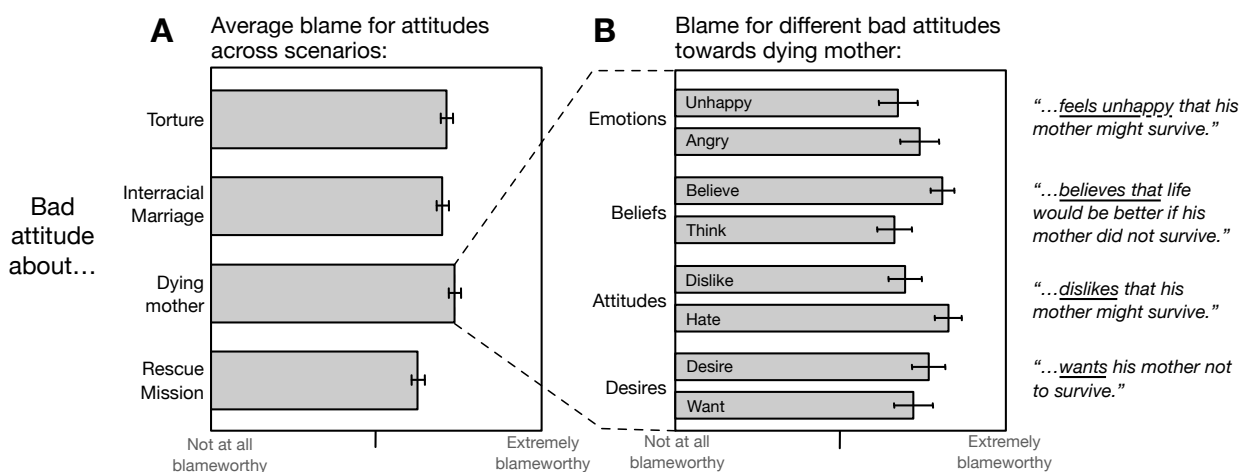 A
Average blame for attitudes
across scenarios:
Bad
attitude
about…
Torture
Interracial
Marriage
Dying
mother
Rescue
Mission
Not at all
blameworthy
Extremely
blameworthy
B
Blame for different bad attitudes
towards dying mother:
Emotions
Unhappy
Angry
Beliefs
Believe
Think
Attitudes
Dislike
Hate
Desires
Desire
Want
Not at all
blameworthy
Extremely
blameworthy
“…feels unhappy that his
mother might survive.”
“…believes that life
would be better if his
mother did not survive.”
“…dislikes that his
mother might survive.”
“…wants his mother not
to survive.”